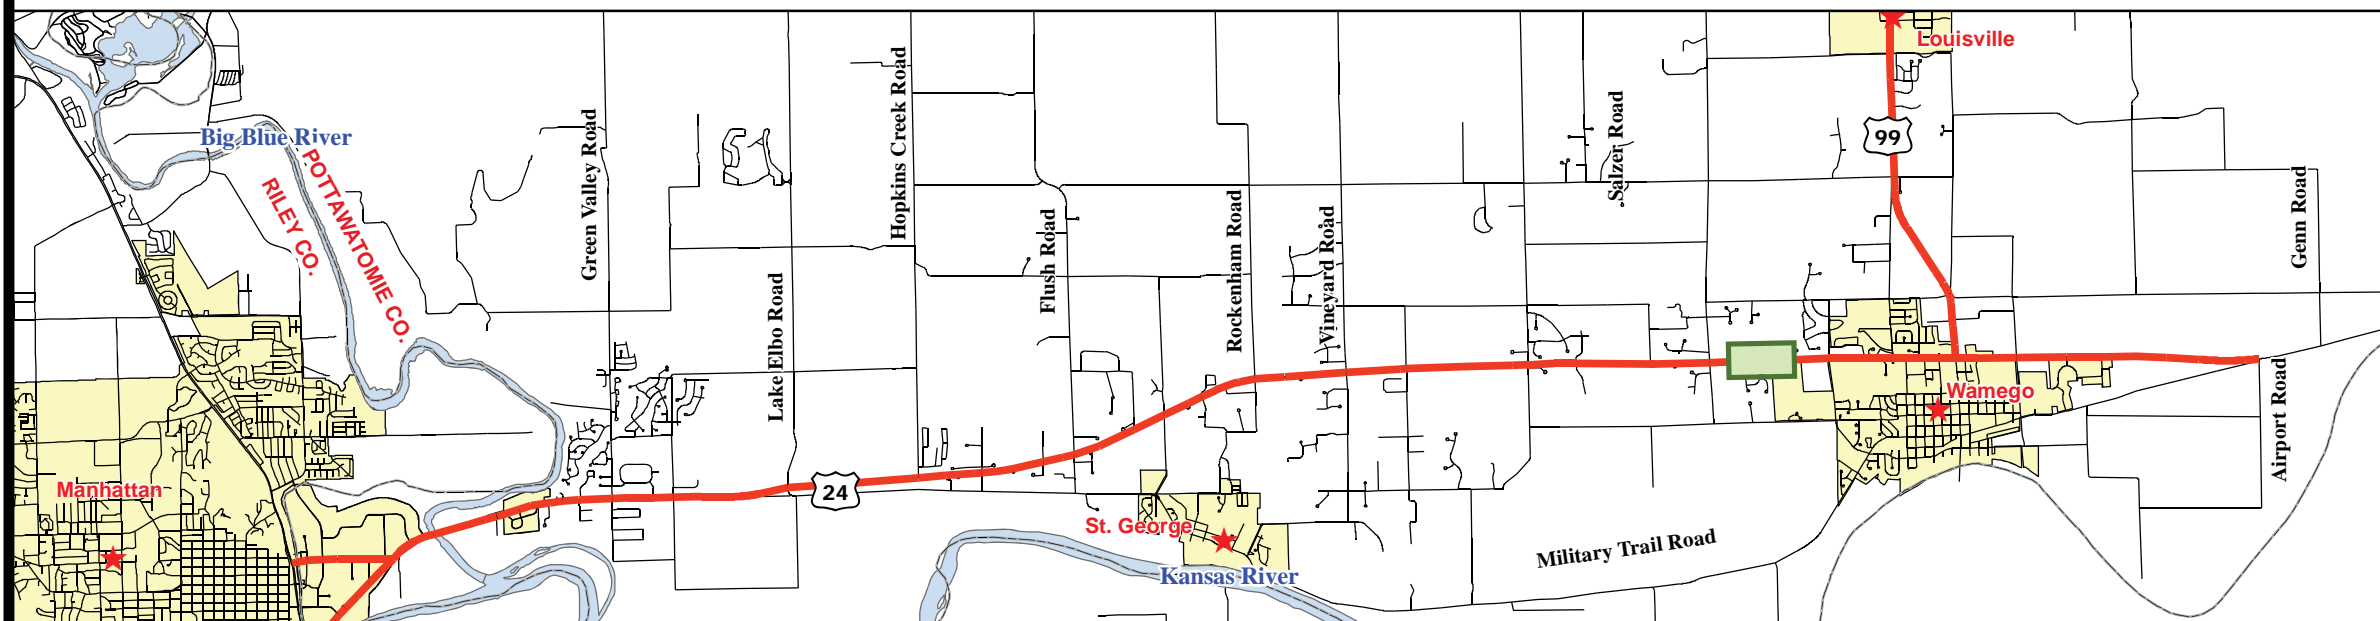 Louisville
99
Big Blue River
POTTAWATOMIE CO.
RILEY CO.
Green Valley Road
Hopkins Creek Road
Salzer Road
Genn Road
Flush Road
Rockenham Road
Vineyard Road
Lake Elbo Road
Wamego
Airport Road
Manhattan
24
St. George
Military Trail Road
Kansas River